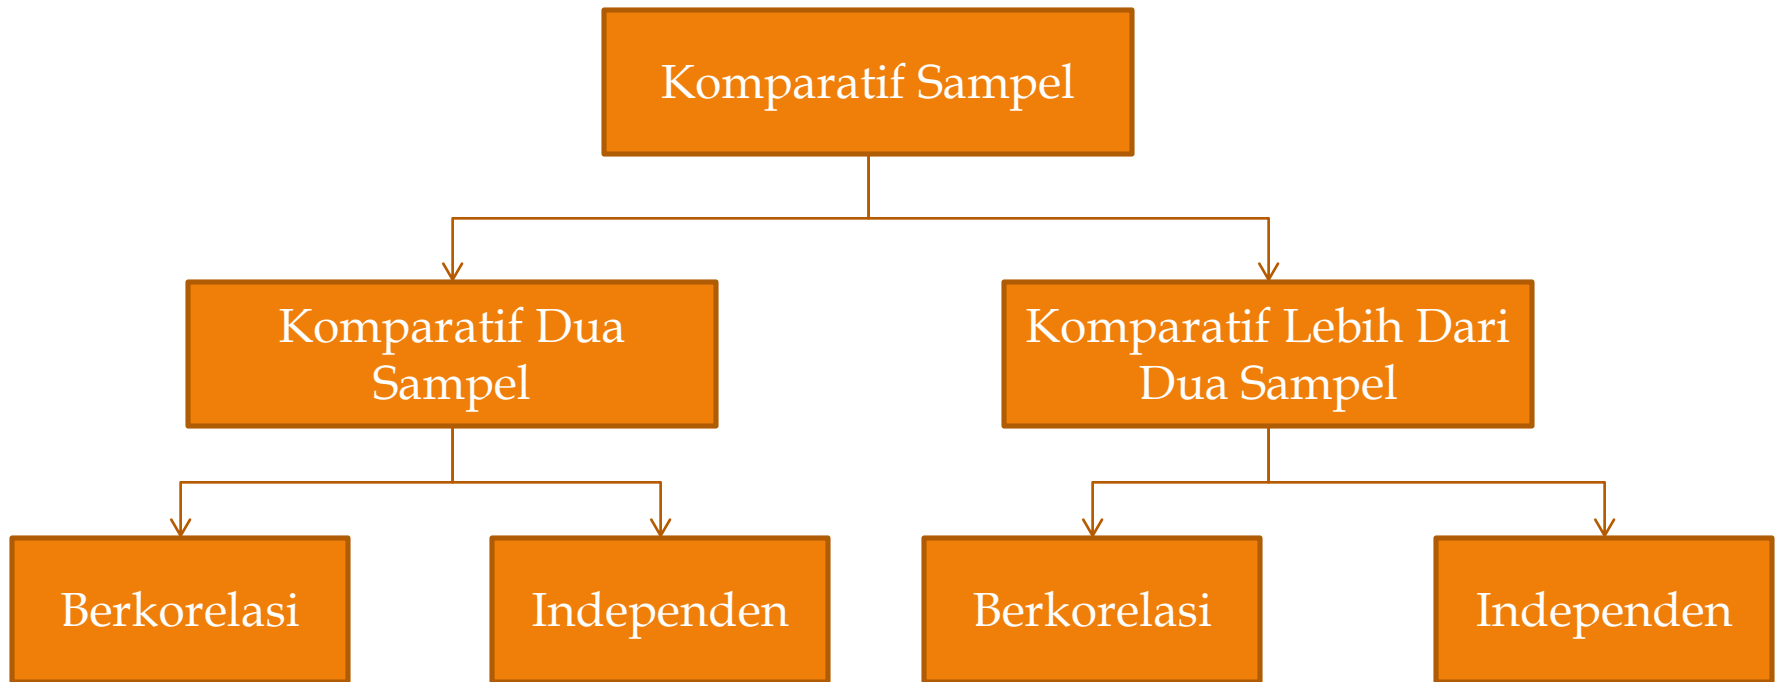 Komparatif Sampel
Komparatif Dua
Sampel
Komparatif Lebih Dari
Dua Sampel
Berkorelasi
Independen
Berkorelasi
Independen